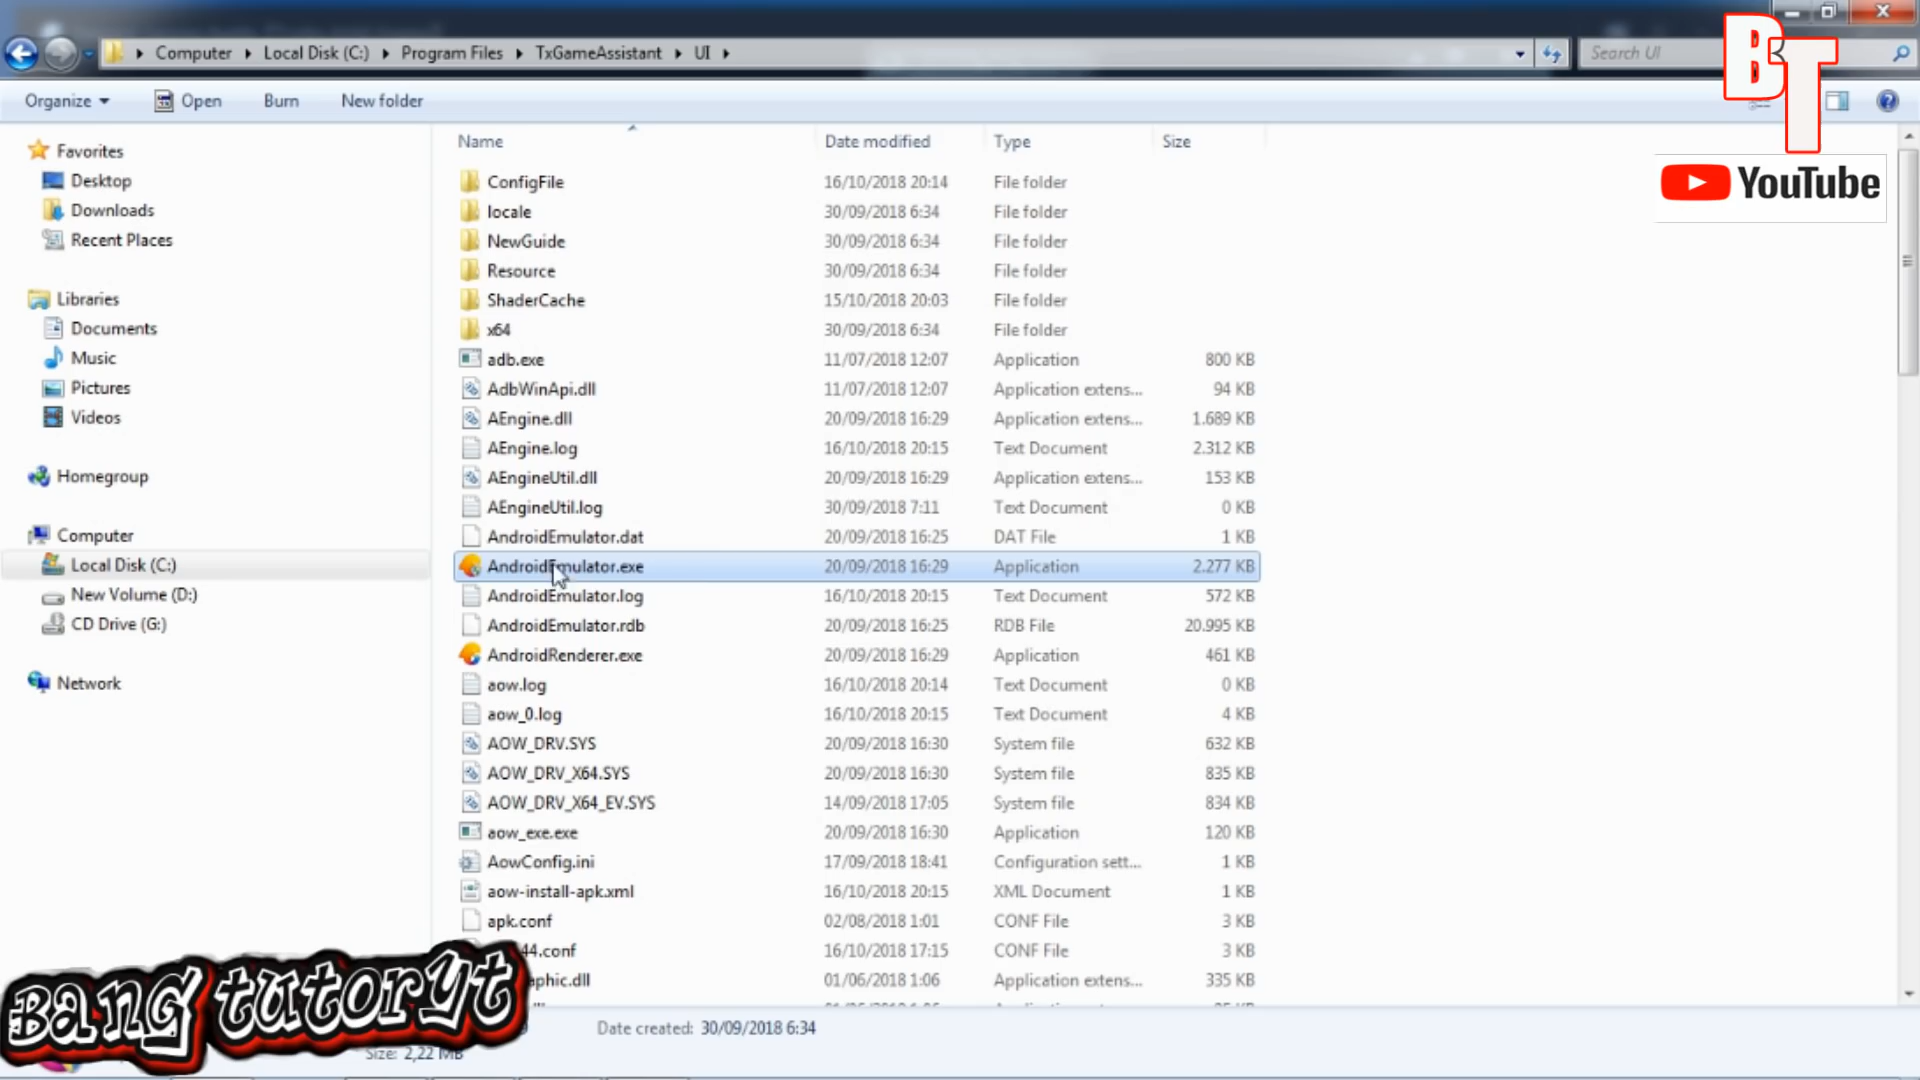 Computer Local Disk (C:) Program Files TxGameAssistant UI Search UI
Organize Open Burn New folder
BT
YouTube
Name Date modified Type Size
Favorites
Desktop
Downloads
Recent Places
Libraries
Documents
Music
Pictures
Videos
Homegroup
Computer
Local Disk (C:)
New Volume (D:)
CD Drive (G:)
Network
ConfigFile 16/10/2018 20:14 File folder
locale 30/09/2018 6:34 File folder
NewGuide 30/09/2018 6:34 File folder
Resource 30/09/2018 6:34 File folder
ShaderCache 15/10/2018 20:03 File folder
x64 30/09/2018 6:34 File folder
adb.exe 11/07/2018 12:07 Application 800 KB
AdbWinApi.dll 11/07/2018 12:07 Application extens... 94 KB
AEngine.dll 20/09/2018 16:29 Application extens... 1.689 KB
AEngine.log 16/10/2018 20:15 Text Document 2.312 KB
AEngineUtil.dll 20/09/2018 16:29 Application extens... 153 KB
AEngineUtil.log 30/09/2018 7:11 Text Document 0 KB
AndroidEmulator.dat 20/09/2018 16:25 DAT File 1 KB
AndroidEmulator.exe 20/09/2018 16:29 Application 2.277 KB
AndroidEmulator.log 16/10/2018 20:15 Text Document 572 KB
AndroidEmulator.rdb 20/09/2018 16:25 RDB File 20.995 KB
AndroidRenderer.exe 20/09/2018 16:29 Application 461 KB
aow.log 16/10/2018 20:14 Text Document 0 KB
aow_0.log 16/10/2018 20:15 Text Document 4 KB
AOW_DRV.SYS 20/09/2018 16:30 System file 632 KB
AOW_DRV_X64.SYS 20/09/2018 16:30 System file 835 KB
AOW_DRV_X64_EV.SYS 14/09/2018 17:05 System file 834 KB
aow_exe.exe 20/09/2018 16:30 Application 120 KB
AowConfig.ini 17/09/2018 18:41 Configuration sett... 1 KB
aow-install-apk.xml 16/10/2018 20:15 XML Document 1 KB
apk.conf 02/08/2018 1:01 CONF File 3 KB
44.conf 16/10/2018 17:15 CONF File 3 KB
aphic.dll 01/06/2018 1:06 Application extens... 335 KB
Bang tutoryt
Date created: 30/09/2018 6:34
Size: 2,22 MB